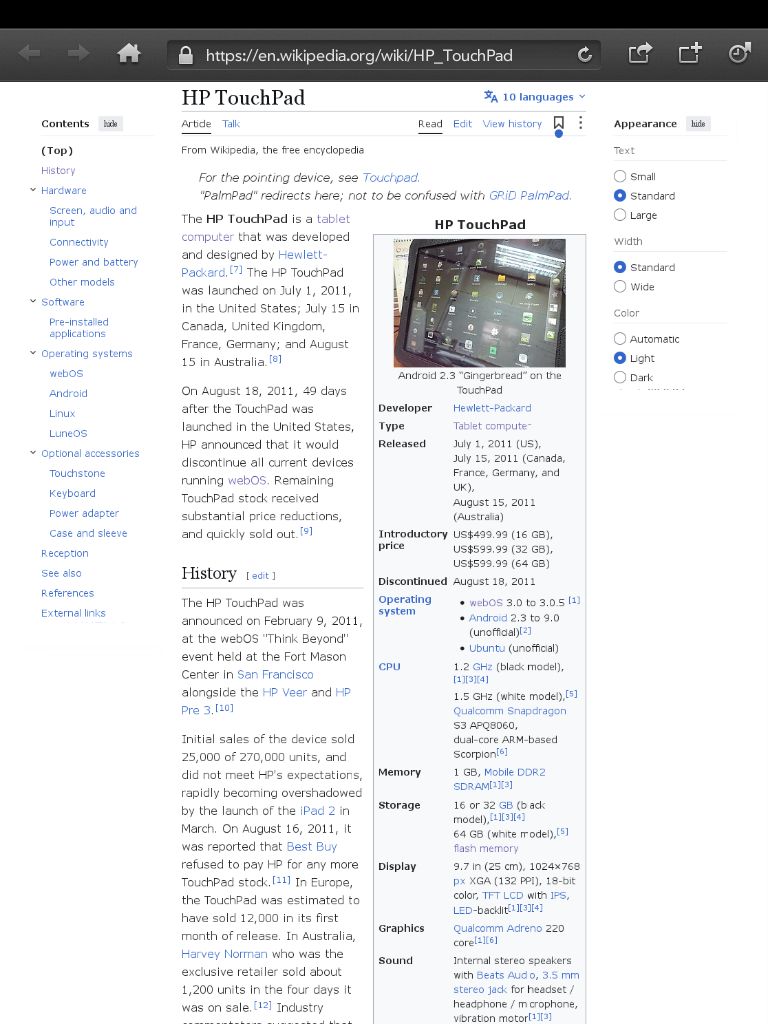 https://en.wikipedia.org/wiki/HP_TouchPad
HP TouchPad
10 languages
Contents
hide
(Top)
History
Hardware
Screen, audio and
input
Connectivity
Power and battery
Other models
Software
Pre-installed
applications
Operating systems
webOS
Android
Linux
LuneOS
Optional accessories
Touchstone
Keyboard
Power adapter
Case and sleeve
Reception
See also
References
External links
Article Talk
Read Edit View history
From Wikipedia, the free encyclopedia
For the pointing device, see Touchpad.
"PalmPad" redirects here; not to be confused with GRiD PalmPad.
The HP TouchPad is a tablet
computer that was developed
and designed by Hewlett-
Packard.[7] The HP TouchPad
was launched on July 1, 2011,
in the United States; July 15 in
Canada, United Kingdom,
France, Germany; and August
15 in Australia.[8]
On August 18, 2011, 49 days
after the TouchPad was
launched in the United States,
HP announced that it would
discontinue all current devices
running webOS. Remaining
TouchPad stock received
substantial price reductions,
and quickly sold out.[9]
History [ edit ]
The HP TouchPad was
announced on February 9, 2011,
at the webOS "Think Beyond"
event held at the Fort Mason
Center in San Francisco
alongside the HP Veer and HP
Pre 3.[10]
Initial sales of the device sold
25,000 of 270,000 units, and
did not meet HP's expectations,
rapidly becoming overshadowed
by the launch of the iPad 2 in
March. On August 16, 2011, it
was reported that Best Buy
refused to pay HP for any more
TouchPad stock.[11] In Europe,
the TouchPad was estimated to
have sold 12,000 in its first
month of release. In Australia,
Harvey Norman who was the
exclusive retailer sold about
1,200 units in the four days it
was on sale.[12] Industry
HP TouchPad
Android 2.3 "Gingerbread" on the
TouchPad
Developer Hewlett-Packard
Type Tablet computer
Released July 1, 2011 (US),
July 15, 2011 (Canada,
France, Germany, and
UK),
August 15, 2011
(Australia)
Introductory price US$499.99 (16 GB),
US$599.99 (32 GB),
US$599.99 (64 GB)
Discontinued August 18, 2011
Operating system • webOS 3.0 to 3.0.5 [1]
• Android 2.3 to 9.0
(unofficial)[2]
• Ubuntu (unofficial)
CPU 1.2 GHz (black model),
[1][3][4]
1.5 GHz (white model),[5]
Qualcomm Snapdragon
S3 APQ8060,
dual-core ARM-based
Scorpion[6]
Memory 1 GB, Mobile DDR2
SDRAM[1][3]
Storage 16 or 32 GB (black
model),[1][3][4]
64 GB (white model),[5]
flash memory
Display 9.7 in (25 cm), 1024×768
px XGA (132 PPI), 18-bit
color, TFT LCD with IPS,
LED-backlit[1][3][4]
Graphics Qualcomm Adreno 220
core[1][6]
Sound Internal stereo speakers
with Beats Audio, 3.5 mm
stereo jack for headset /
headphone / microphone,
vibration motor[1][3]
Appearance
hide
Text
Small
Standard
Large
Width
Standard
Wide
Color
Automatic
Light
Dark